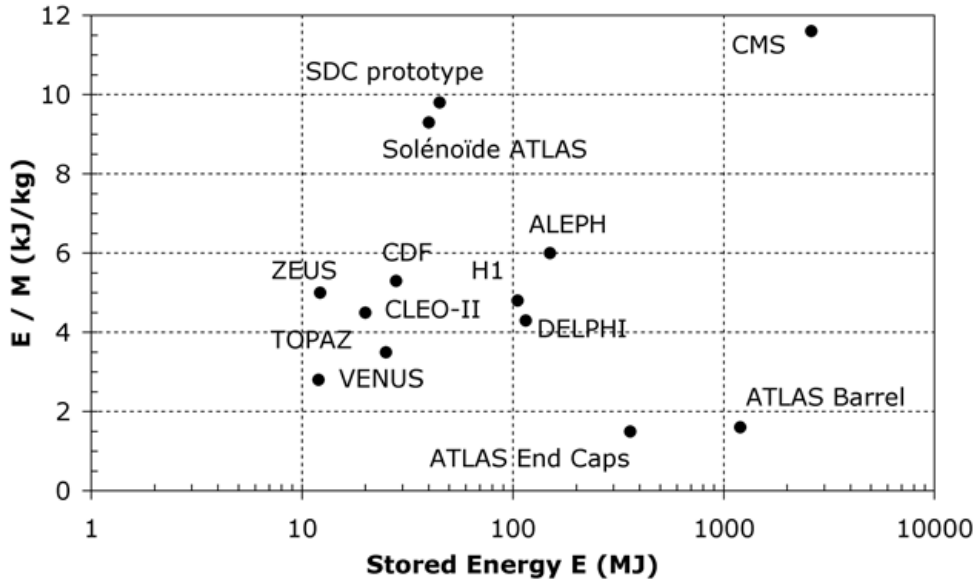 12
CMS
SDC prototype
10
Solénoïde ATLAS
8
E / M (kJ/kg)
ALEPH
6
CDF
ZEUS
H1
CLEO-II
DELPHI
4
TOPAZ
VENUS
ATLAS Barrel
2
ATLAS End Caps
0
1 10 100 1000 10000
Stored Energy E (MJ)